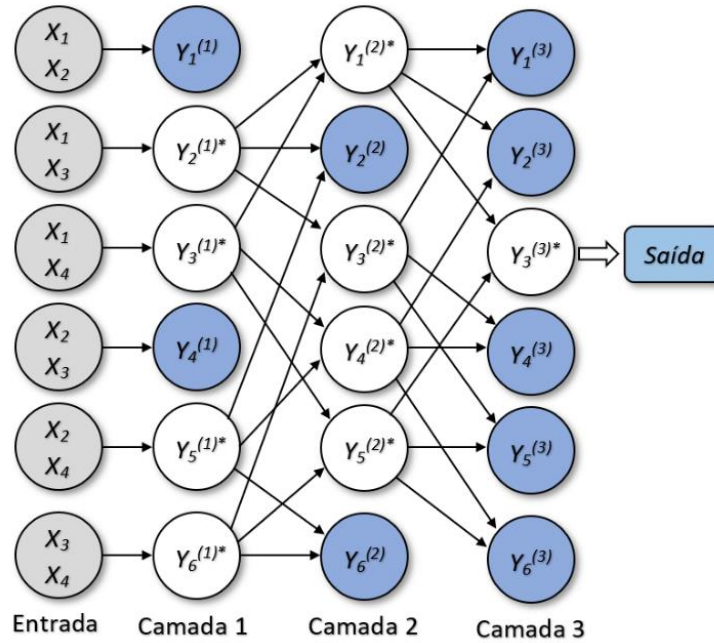 X1
X2
Y1(1)
Y1(2)*
Y1(3)
X1
X3
Y2(1)*
Y2(2)
Y2(3)
X1
X4
Y3(1)*
Y3(2)*
Y3(3)*
Saída
X2
X3
Y4(1)
Y4(2)*
Y4(3)
X2
X4
Y5(1)*
Y5(2)*
Y5(3)
X3
X4
Y6(1)*
Y6(2)
Y6(3)
Entrada
Camada 1
Camada 2
Camada 3